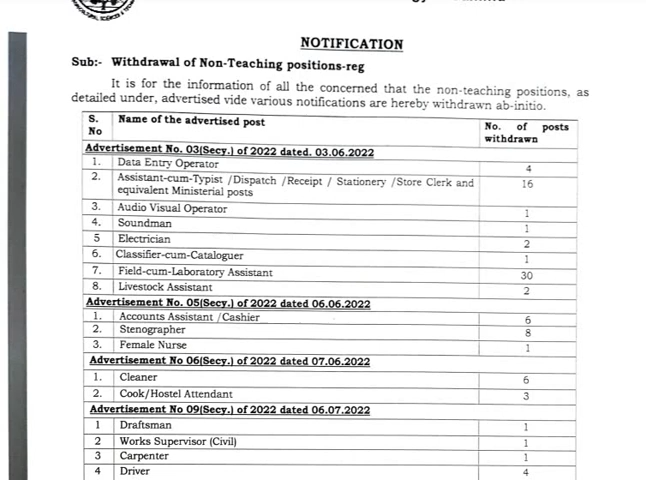 NOTIFICATION
Sub:- Withdrawal of Non-Teaching positions-reg
It is for the information of all the concerned that the non-teaching positions, as
detailed under, advertised vide various notifications are hereby withdrawn ab-initio.
S. No Name of the advertised post No. of posts withdrawn
Advertisement No. 03(Secy.) of 2022 dated. 03.06.2022
1. Data Entry Operator 4
2. Assistant-cum-Typist /Dispatch /Receipt / Stationery /Store Clerk and 16
equivalent Ministerial posts
3. Audio Visual Operator 1
4. Soundman 1
5 Electrician 2
6. Classifier-cum-Cataloguer 1
7. Field-cum-Laboratory Assistant 30
8. Livestock Assistant 2
Advertisement No. 05(Secy.) of 2022 dated 06.06.2022
1. Accounts Assistant /Cashier 6
2. Stenographer 8
3. Female Nurse 1
Advertisement No 06(Secy.) of 2022 dated 07.06.2022
1. Cleaner 6
2. Cook/Hostel Attendant 3
Advertisement No 09(Secy.) of 2022 dated 06.07.2022
1 Draftsman 1
2 Works Supervisor (Civil) 1
3 Carpenter 1
4 Driver 4